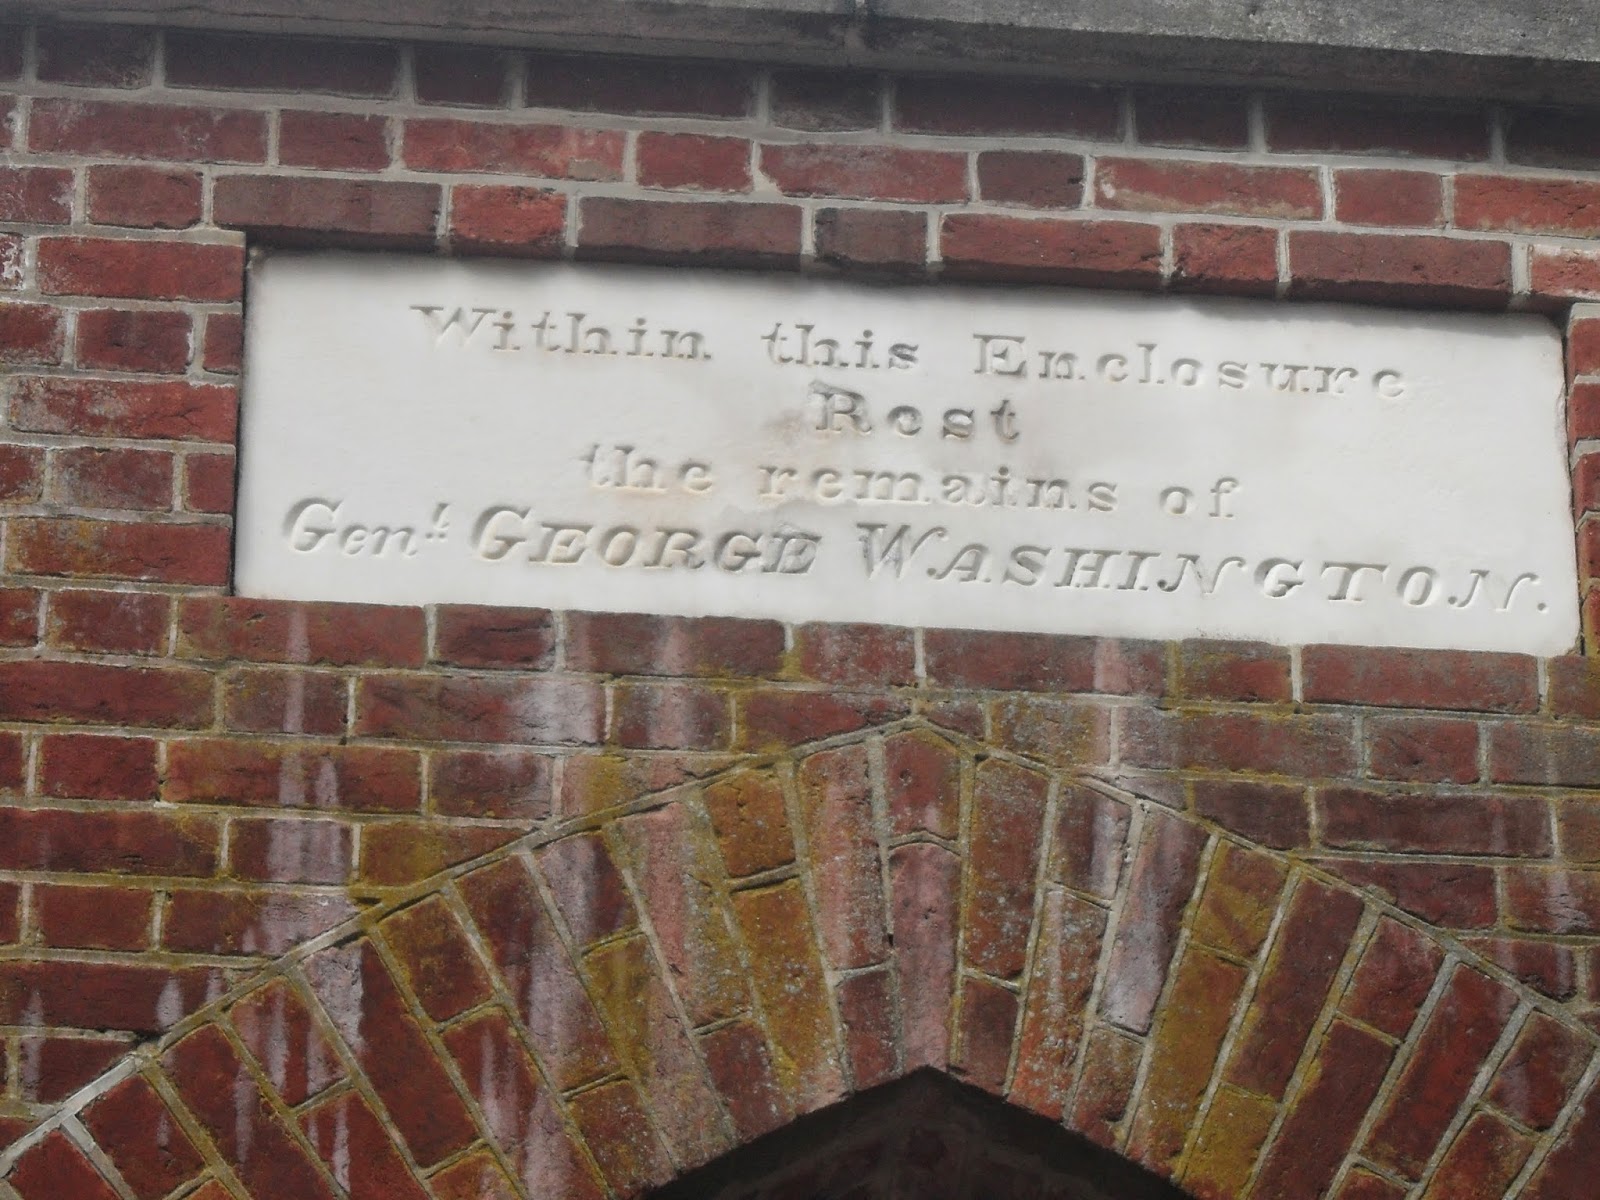 Within this Enclosure
Rest
the remains of
Genl. GEORGE WASHINGTON.